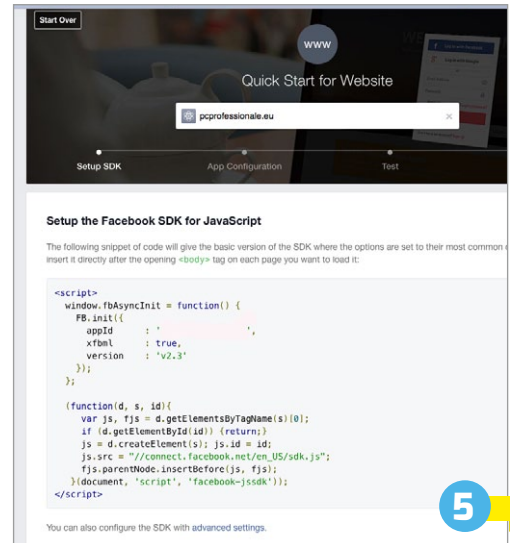 Start Over
www
Quick Start for Website
pcprofessionale.eu ×
Setup SDK App Configuration Test
Setup the Facebook SDK for JavaScript
The following snippet of code will give the basic version of the SDK where the options are set to their most common
insert it directly after the opening <body> tag on each page you want to load it:
<script>
window.fbAsyncInit = function() {
FB.init({
appId : ' ',
xfbml : true,
version : 'v2.3'
});
};
(function(d, s, id){
var js, fjs = d.getElementsByTagName(s)[0];
if (d.getElementById(id)) {return;}
js = d.createElement(s); js.id = id;
js.src = "//connect.facebook.net/en_US/sdk.js";
fjs.parentNode.insertBefore(js, fjs);
}(document, 'script', 'facebook-jssdk'));
</script>
You can also configure the SDK with advanced settings.
5